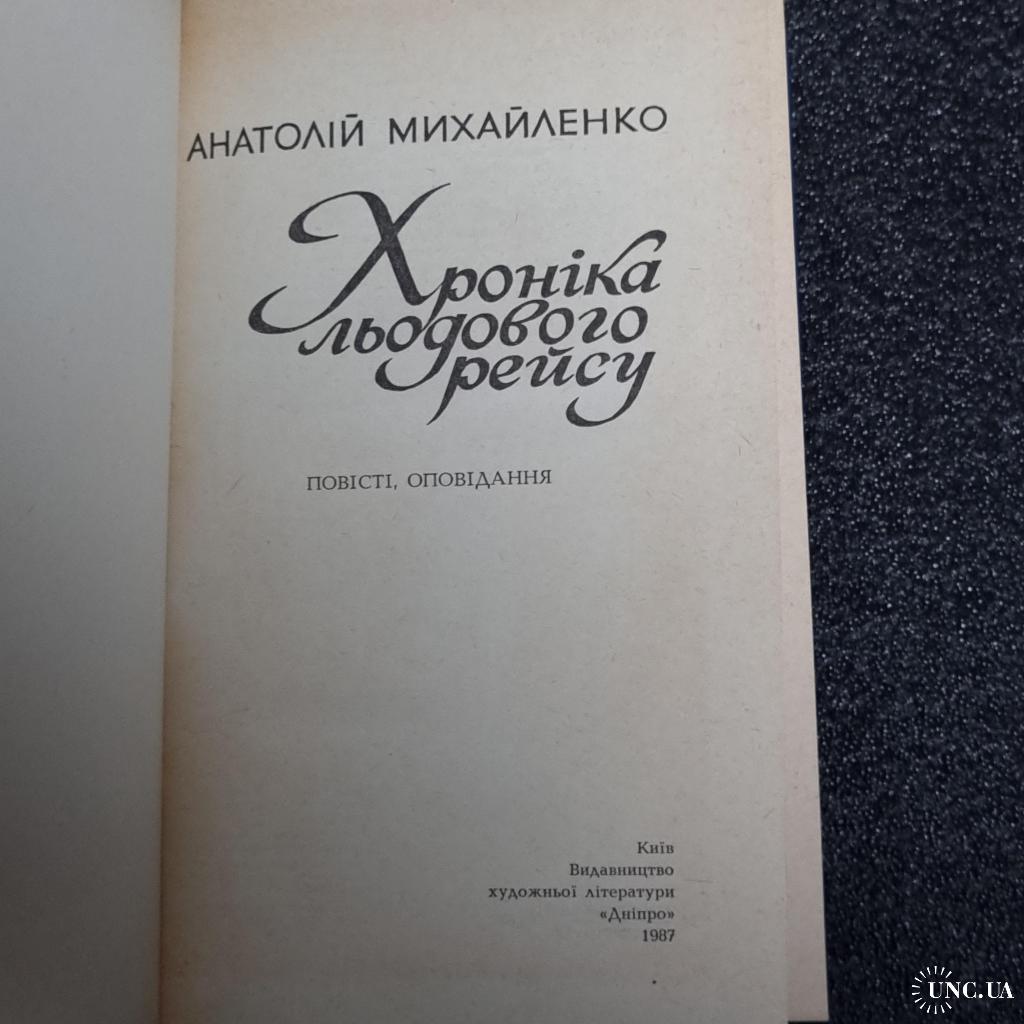 АНАТОЛІЙ МИХАЙЛЕНКО
Хроніка
льодового
рейсу
ПОВІСТІ, ОПОВІДАННЯ
Київ
Видавництво
художньої літератури
«Дніпро»
1987
UNC.UA